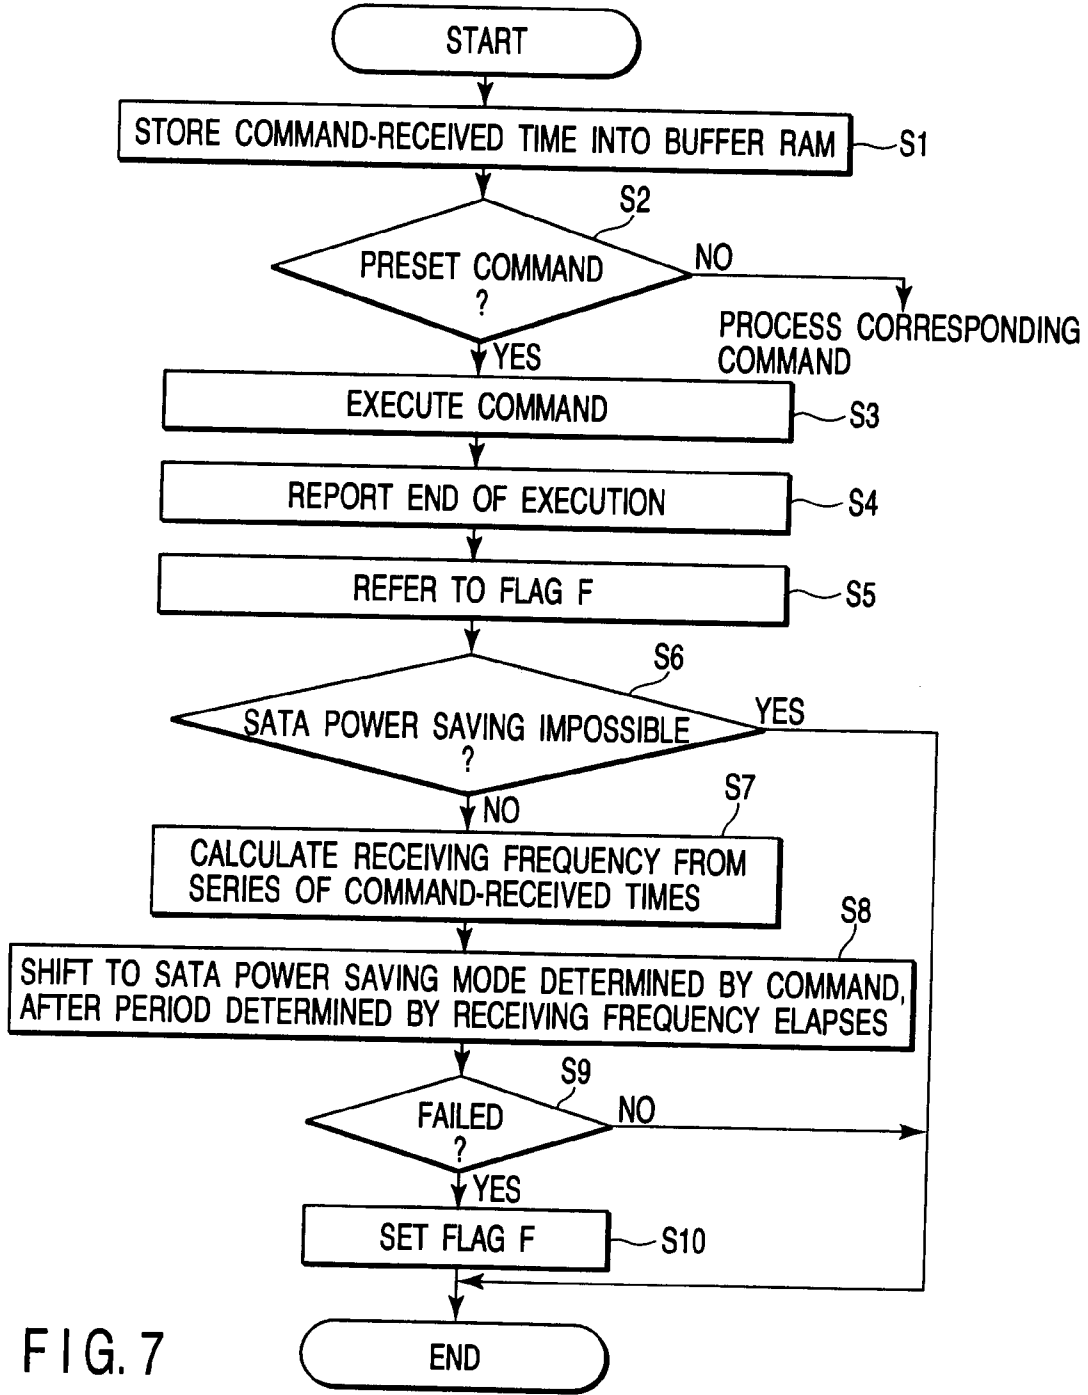 START
STORE COMMAND-RECEIVED TIME INTO BUFFER RAM
S1
S2
PRESET COMMAND
?
NO
PROCESS CORRESPONDING
COMMAND
YES
EXECUTE COMMAND
S3
REPORT END OF EXECUTION
S4
REFER TO FLAG F
S5
S6
SATA POWER SAVING IMPOSSIBLE
?
YES
NO
S7
CALCULATE RECEIVING FREQUENCY FROM
SERIES OF COMMAND-RECEIVED TIMES
S8
SHIFT TO SATA POWER SAVING MODE DETERMINED BY COMMAND,
AFTER PERIOD DETERMINED BY RECEIVING FREQUENCY ELAPSES
S9
FAILED
?
NO
YES
SET FLAG F
S10
END
FIG. 7